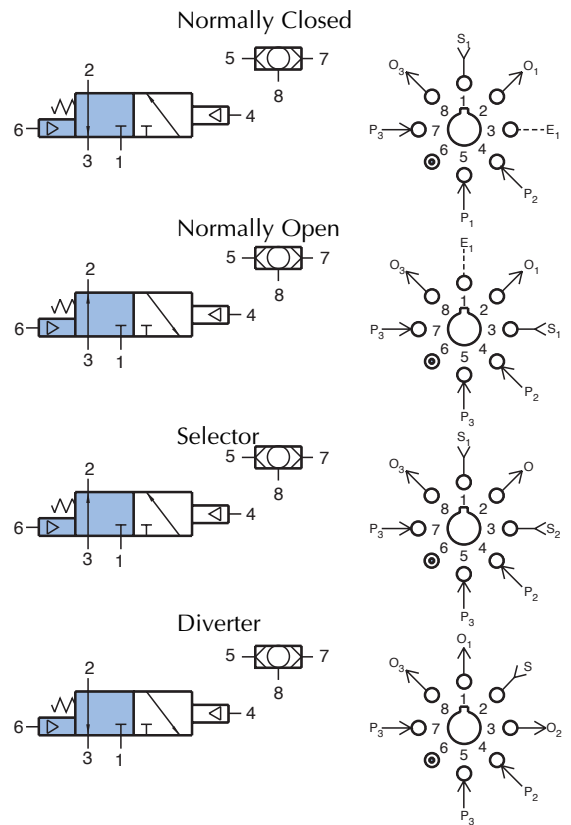 Normally Closed
5 7
8
2
6 4
3 1
S1
O3 O1
1
8 2
P3 7 3 E1
6 4
5
P2
P1
Normally Open
5 7
8
2
6 4
3 1
E1
O3 O1
1
8 2
P3 7 3 S1
6 4
5
P2
P3
Selector
5 7
8
2
6 4
3 1
S1
O3 O
1
8 2
P3 7 3 S2
6 4
5
P2
P3
Diverter
5 7
8
2
6 4
3 1
O1
O3 S
1
8 2
P3 7 3 O2
6 4
5
P2
P3